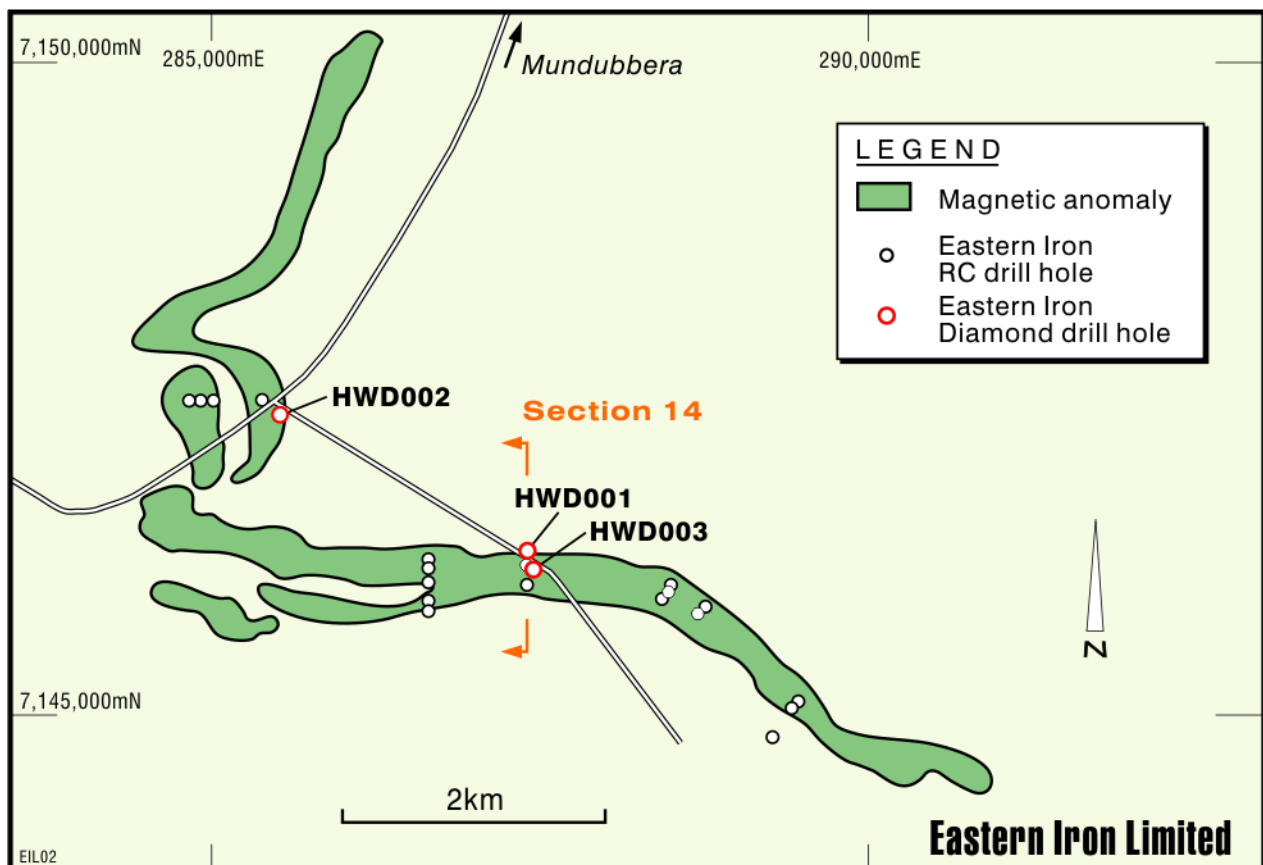 7,150,000mN
285,000mE
Mundubbera
290,000mE
LEGEND
Magnetic anomaly
Eastern Iron
RC drill hole
Eastern Iron
Diamond drill hole
HWD002
Section 14
HWD001
HWD003
N
7,145,000mN
2km
Eastern Iron Limited
EIL02